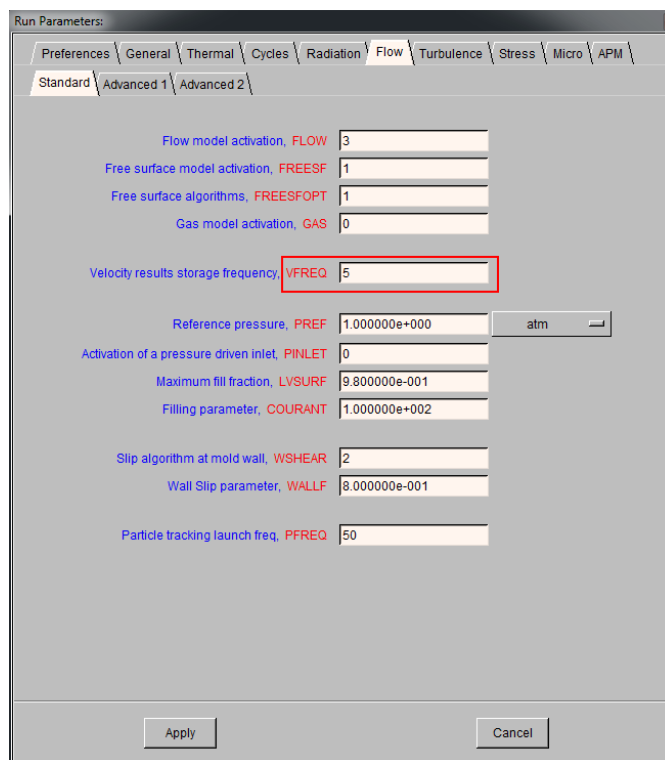 Run Parameters:
Preferences General Thermal Cycles Radiation Flow Turbulence Stress Micro APM
Standard Advanced 1 Advanced 2
Flow model activation, FLOW 3
Free surface model activation, FREESF 1
Free surface algorithms, FREESFOPT 1
Gas model activation, GAS 0
Velocity results storage frequency, VFREQ 5
Reference pressure, PREF 1.000000e+000 atm
Activation of a pressure driven inlet, PINLET 0
Maximum fill fraction, LVSURF 9.800000e-001
Filling parameter, COURANT 1.000000e+002
Slip algorithm at mold wall, WSHEAR 2
Wall Slip parameter, WALLF 8.000000e-001
Particle tracking launch freq, PFREQ 50
Apply Cancel